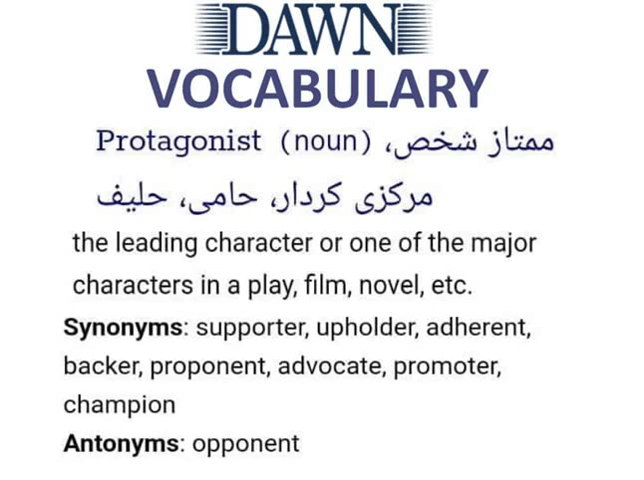 DAWN
VOCABULARY
Protagonist (noun) ممتاز شخص،
مرکزی کردار، حامی، حلیف
the leading character or one of the major
characters in a play, film, novel, etc.
Synonyms: supporter, upholder, adherent,
backer, proponent, advocate, promoter,
champion
Antonyms: opponent